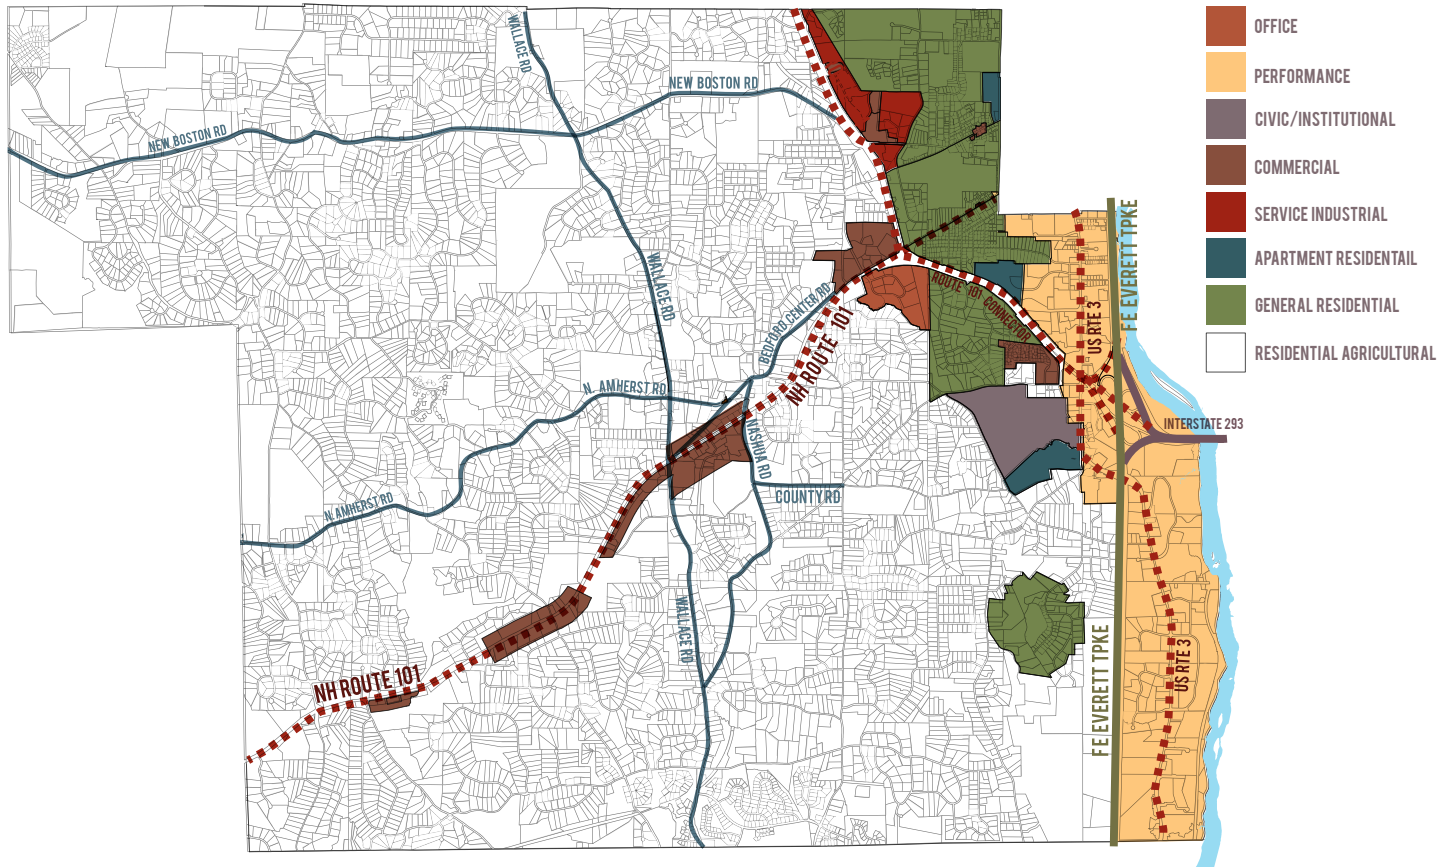 OFFICE
PERFORMANCE
CIVIC/INSTITUTIONAL
COMMERCIAL
SERVICE INDUSTRIAL
APARTMENT RESIDENTAIL
GENERAL RESIDENTIAL
RESIDENTIAL AGRICULTURAL
WALLACE RD
NEW BOSTON RD
NEW BOSTON RD
FE EVERETT TPKE
WALLACE RD
BEDFORD CENTER RD
ROUTE 101 CONNECTOR
US RTE 3
NH ROUTE 101
N. AMHERST RD
INTERSTATE 293
NASHUA RD
COUNTY RD
N. AMHERST RD
WALLACE RD
FE EVERETT TPKE
US RTE 3
NH ROUTE 101